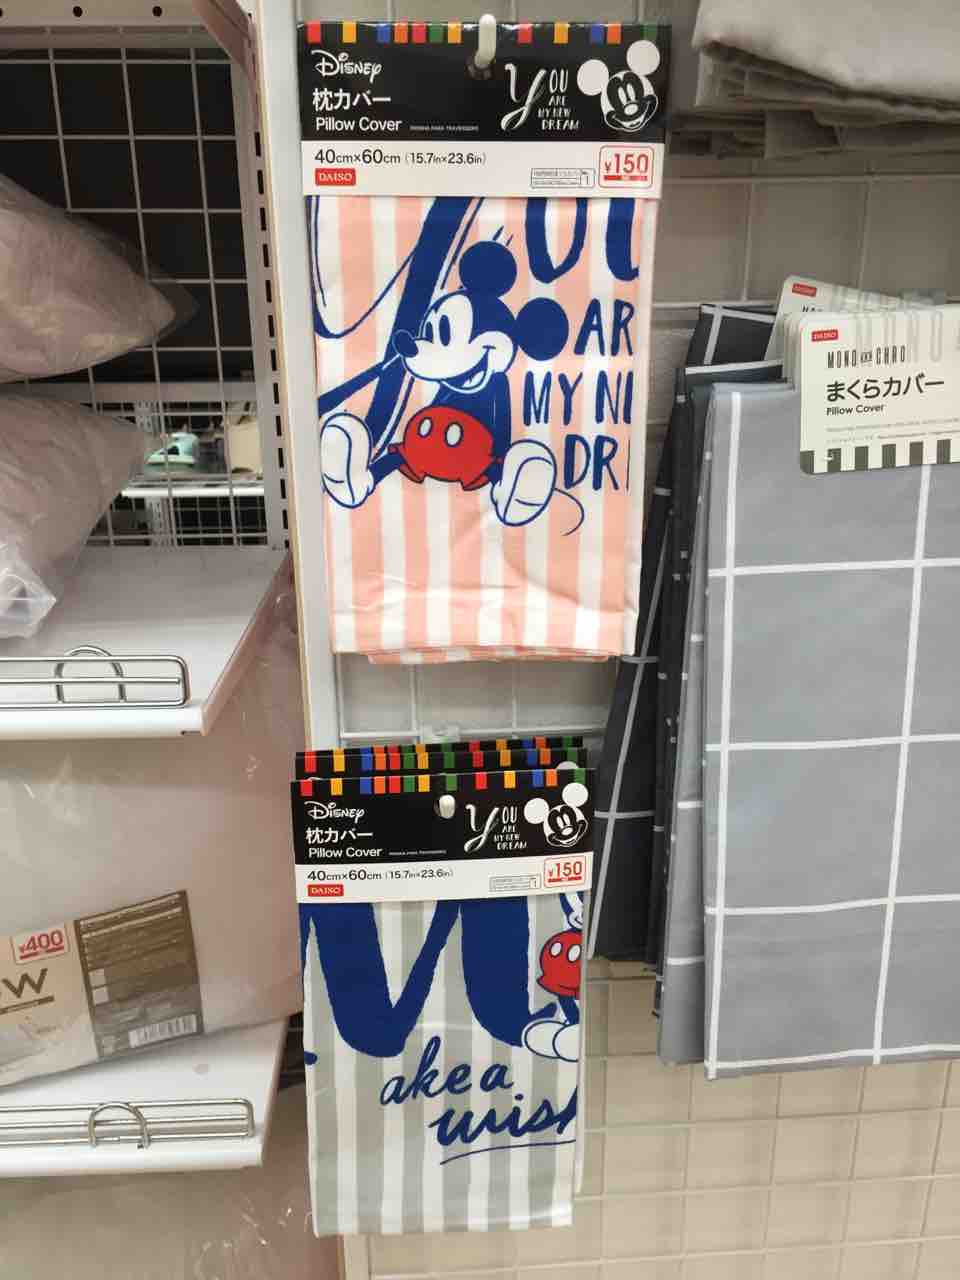 Disney
枕カバー
Pillow Cover
YOU
ARE
MY NEW
DREAM
40cm×60cm (15.7in×23.6in)
DAISO
¥150
You
AR
MY N
DR
DAISO
DAISO
MONO
CHRO
まくらカバー
Pillow Cover
Disney
枕カバー
Pillow Cover
YOU
ARE
MY NEW
DREAM
40cm×60cm (15.7in×23.6in)
DAISO
¥150
M
ake a
wish
¥400
W